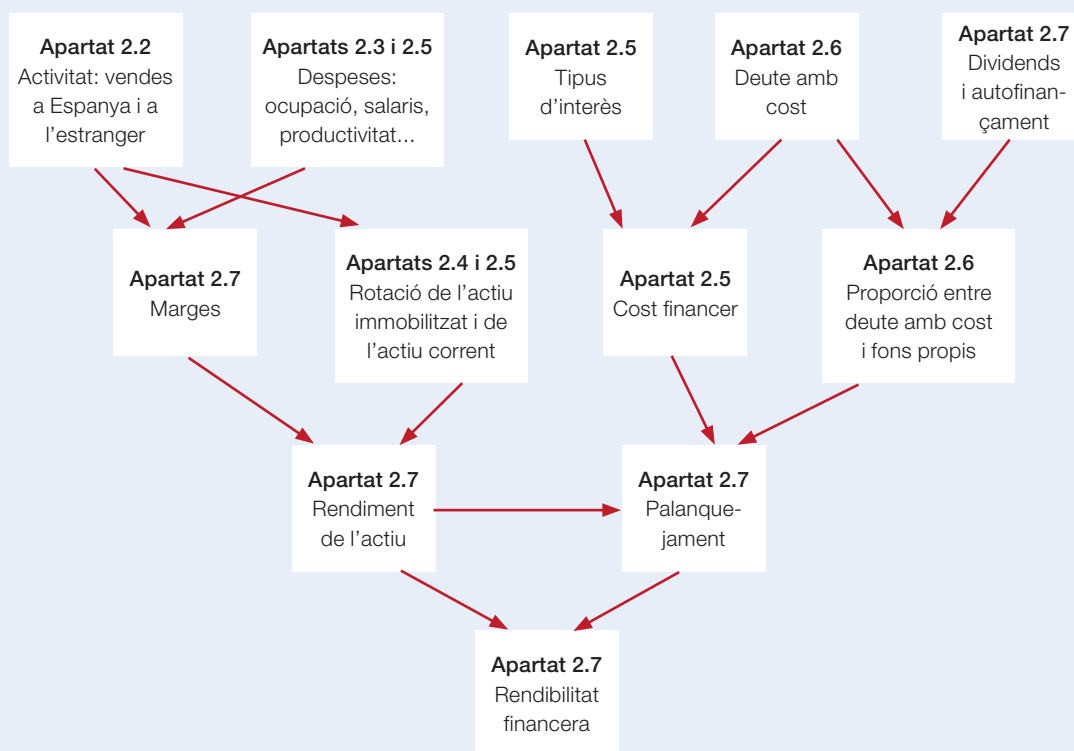 Apartat 2.2
Activitat: vendes
a Espanya i a
l’estranger
Apartats 2.3 i 2.5
Despeses:
ocupació, salaris,
productivitat...
Apartat 2.5
Tipus
d’interès
Apartat 2.6
Deute amb
cost
Apartat 2.7
Dividends
i autofinan-
çament
Apartat 2.7
Marges
Apartats 2.4 i 2.5
Rotació de l’actiu
immobilitzat i de
l’actiu corrent
Apartat 2.5
Cost financer
Apartat 2.6
Proporció entre
deute amb cost
i fons propis
Apartat 2.7
Rendiment
de l’actiu
Apartat 2.7
Palanque-
jament
Apartat 2.7
Rendibilitat
financera